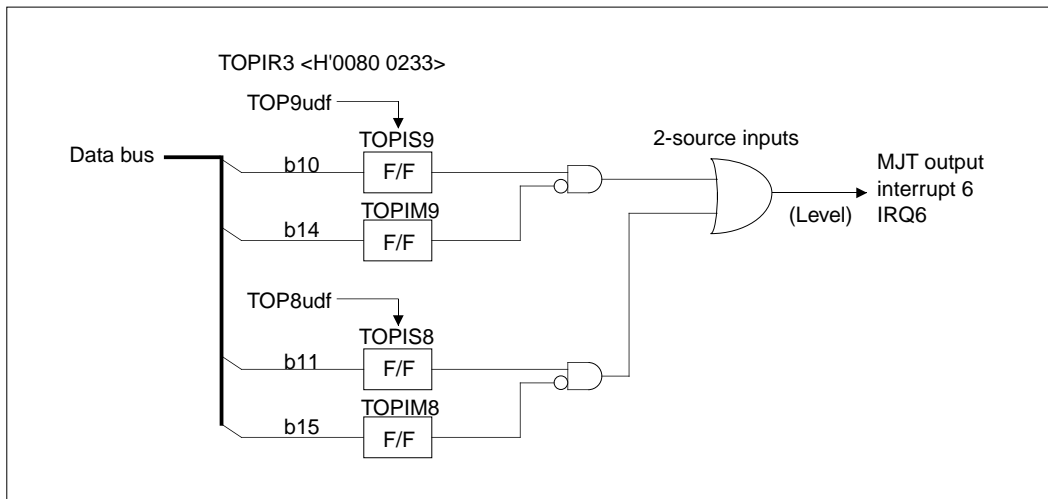 TOPIR3 <H'0080 0233>
TOP9udf
TOPIS9
Data bus
b10
F/F
2-source inputs
MJT output
interrupt 6
IRQ6
(Level)
TOPIM9
b14
F/F
TOP8udf
TOPIS8
b11
F/F
TOPIM8
b15
F/F